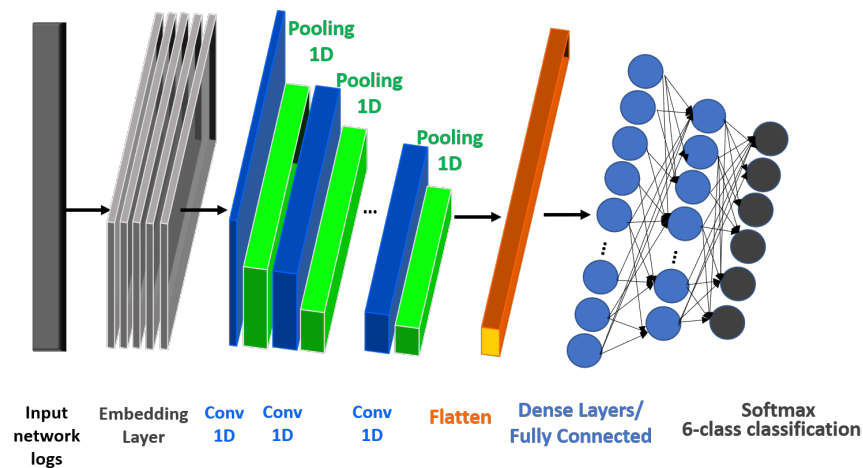 Pooling
1D
Pooling
1D
Pooling
1D
...
...
...
Input
network
logs
Embedding
Layer
Conv
1D
Conv
1D
Conv
1D
Flatten
Dense Layers/
Fully Connected
Softmax
6-class classification